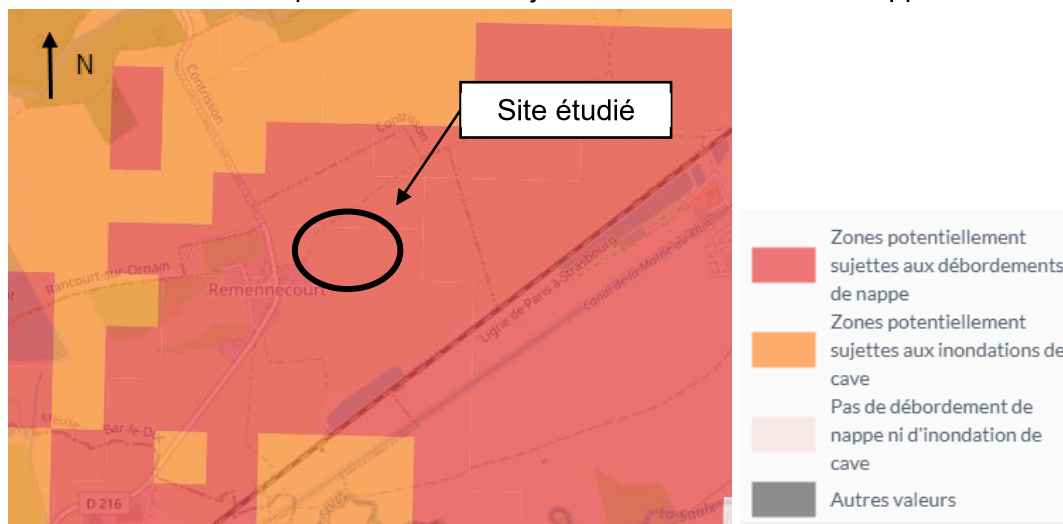 N
Site étudié
Contrisson
Contrisson
Rancourt-sur-Ornain
Remennecourt
Ligne de Paris à Strasbourg
Canal de la Marne au Rhin
Meuse
Bar-le-Duc
D 216
La Saulx
Zones potentiellement
sujettes aux débordements
de nappe
Zones potentiellement
sujettes aux inondations de
cave
Pas de débordement de
nappe ni d'inondation de
cave
Autres valeurs